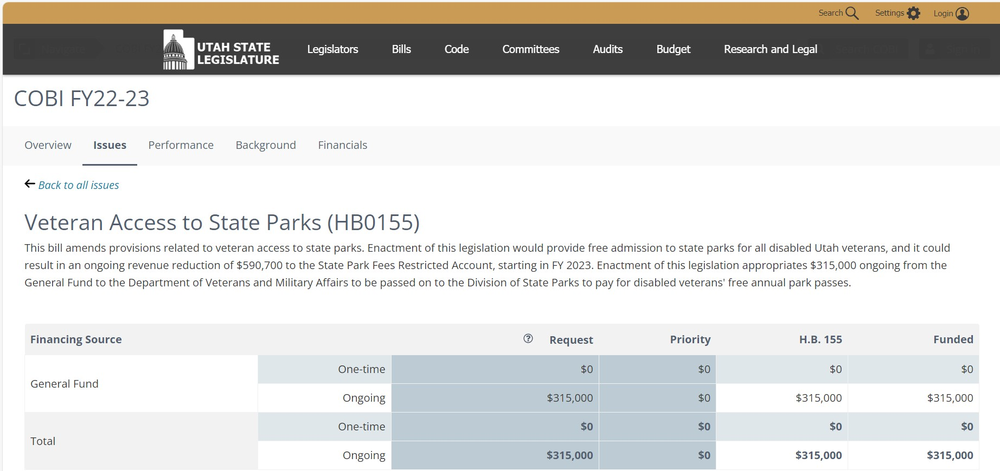 Search Settings Login
UTAH STATE
LEGISLATURE
Legislators Bills Code Committees Audits Budget Research and Legal
COBI FY22-23
Overview Issues Performance Background Financials
Back to all issues
Veteran Access to State Parks (HB0155)
This bill amends provisions related to veteran access to state parks. Enactment of this legislation would provide free admission to state parks for all disabled Utah veterans, and it could
result in an ongoing revenue reduction of $590,700 to the State Park Fees Restricted Account, starting in FY 2023. Enactment of this legislation appropriates $315,000 ongoing from the
General Fund to the Department of Veterans and Military Affairs to be passed on to the Division of State Parks to pay for disabled veterans' free annual park passes.
Financing Source ? Request Priority H.B. 155 Funded
General Fund
One-time $0 $0 $0 $0
Ongoing $315,000 $0 $315,000 $315,000
Total
One-time $0 $0 $0 $0
Ongoing $315,000 $0 $315,000 $315,000